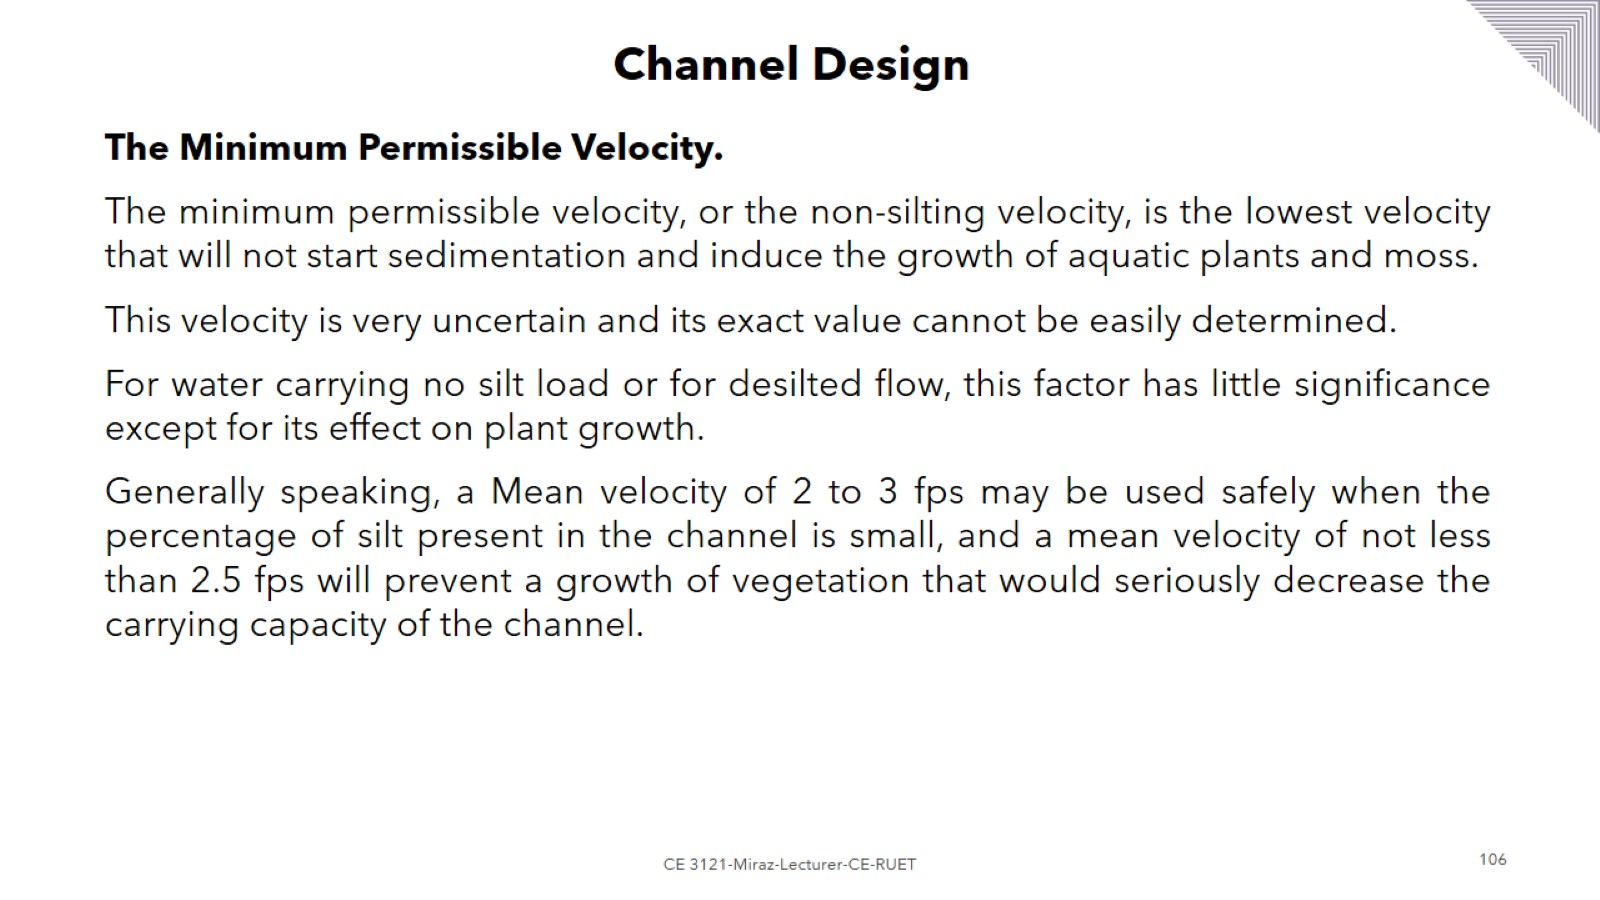 Channel Design
The Minimum Permissible Velocity.
The minimum permissible velocity, or the non-silting velocity, is the lowest velocity
that will not start sedimentation and induce the growth of aquatic plants and moss.
This velocity is very uncertain and its exact value cannot be easily determined.
For water carrying no silt load or for desilted flow, this factor has little significance
except for its effect on plant growth.
Generally speaking, a Mean velocity of 2 to 3 fps may be used safely when the
percentage of silt present in the channel is small, and a mean velocity of not less
than 2.5 fps will prevent a growth of vegetation that would seriously decrease the
carrying capacity of the channel.
CE 3121-Miraz-Lecturer-CE-RUET
106